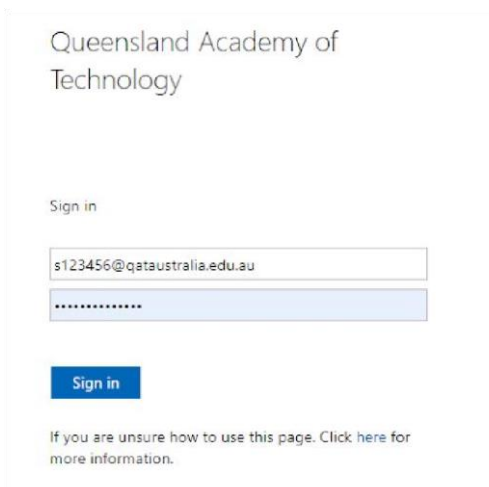 Queensland Academy of
Technology
Sign in
s123456@qataustralia.edu.au
••••••••••••••
Sign in
If you are unsure how to use this page. Click here for
more information.